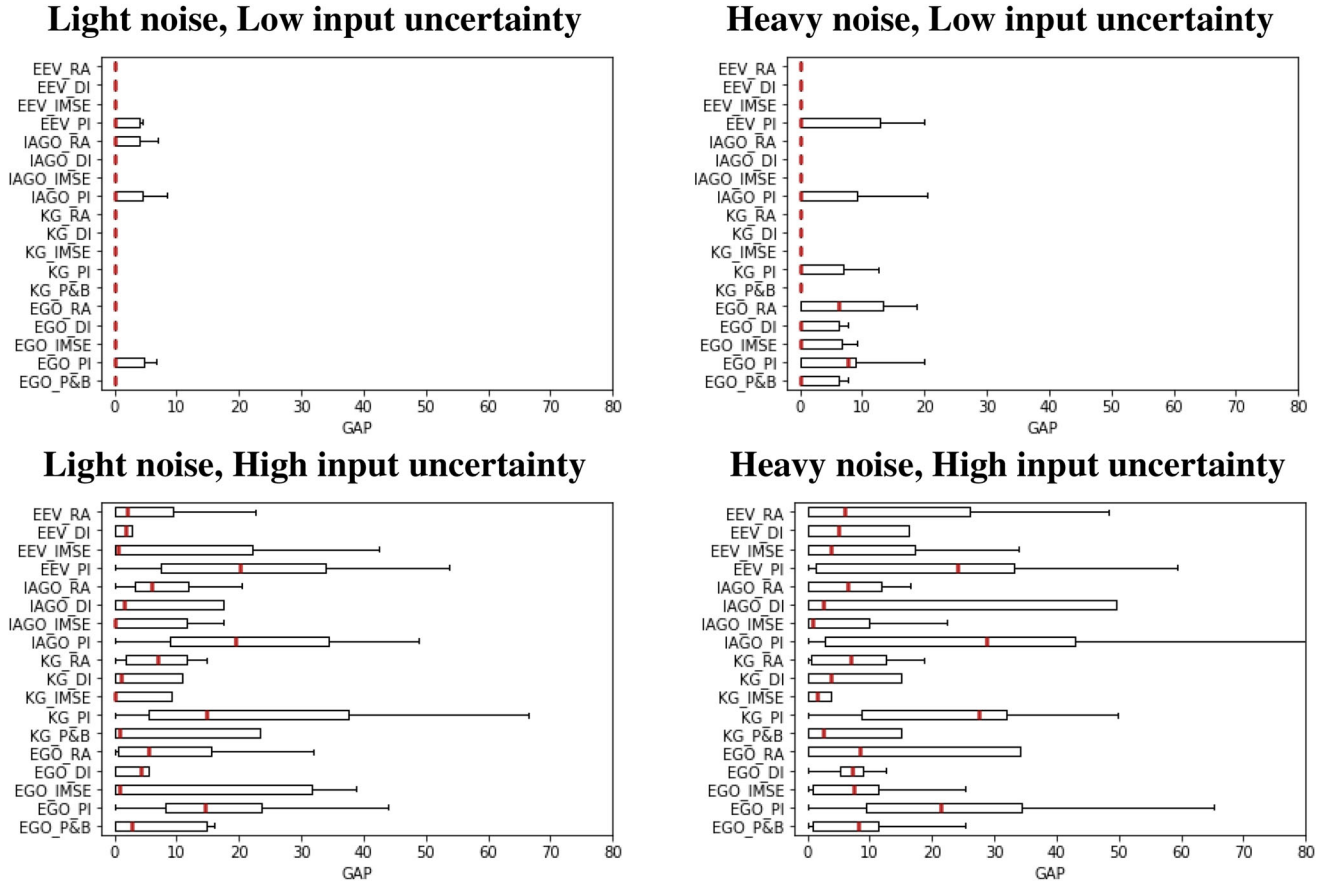 Light noise, Low input uncertainty
EEV_RA
EEV_DI
EEV_IMSE
EEV_PI
IAGO_RA
IAGO_DI
IAGO_IMSE
IAGO_PI
KG_RA
KG_DI
KG_IMSE
KG_PI
KG_P&B
EGO_RA
EGO_DI
EGO_IMSE
EGO_PI
EGO_P&B
0 10 20 30 40 50 60 70 80
GAP
Heavy noise, Low input uncertainty
EEV_RA
EEV_DI
EEV_IMSE
EEV_PI
IAGO_RA
IAGO_DI
IAGO_IMSE
IAGO_PI
KG_RA
KG_DI
KG_IMSE
KG_PI
KG_P&B
EGO_RA
EGO_DI
EGO_IMSE
EGO_PI
EGO_P&B
0 10 20 30 40 50 60 70 80
GAP
Light noise, High input uncertainty
EEV_RA
EEV_DI
EEV_IMSE
EEV_PI
IAGO_RA
IAGO_DI
IAGO_IMSE
IAGO_PI
KG_RA
KG_DI
KG_IMSE
KG_PI
KG_P&B
EGO_RA
EGO_DI
EGO_IMSE
EGO_PI
EGO_P&B
0 10 20 30 40 50 60 70 80
GAP
Heavy noise, High input uncertainty
EEV_RA
EEV_DI
EEV_IMSE
EEV_PI
IAGO_RA
IAGO_DI
IAGO_IMSE
IAGO_PI
KG_RA
KG_DI
KG_IMSE
KG_PI
KG_P&B
EGO_RA
EGO_DI
EGO_IMSE
EGO_PI
EGO_P&B
0 10 20 30 40 50 60 70 80
GAP